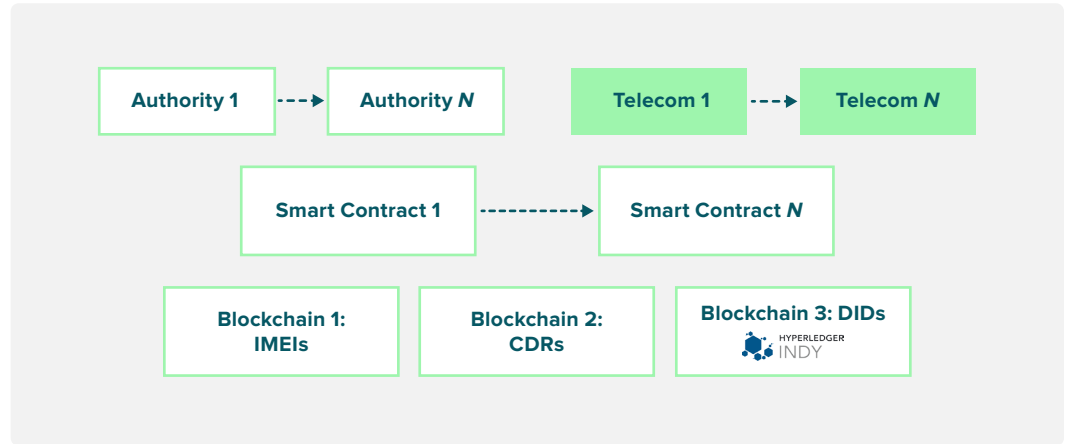 Authority 1
Authority N
Telecom 1
Telecom N
Smart Contract 1
Smart Contract N
Blockchain 1:
IMEIs
Blockchain 2:
CDRs
Blockchain 3: DIDs
HYPERLEDGER
INDY